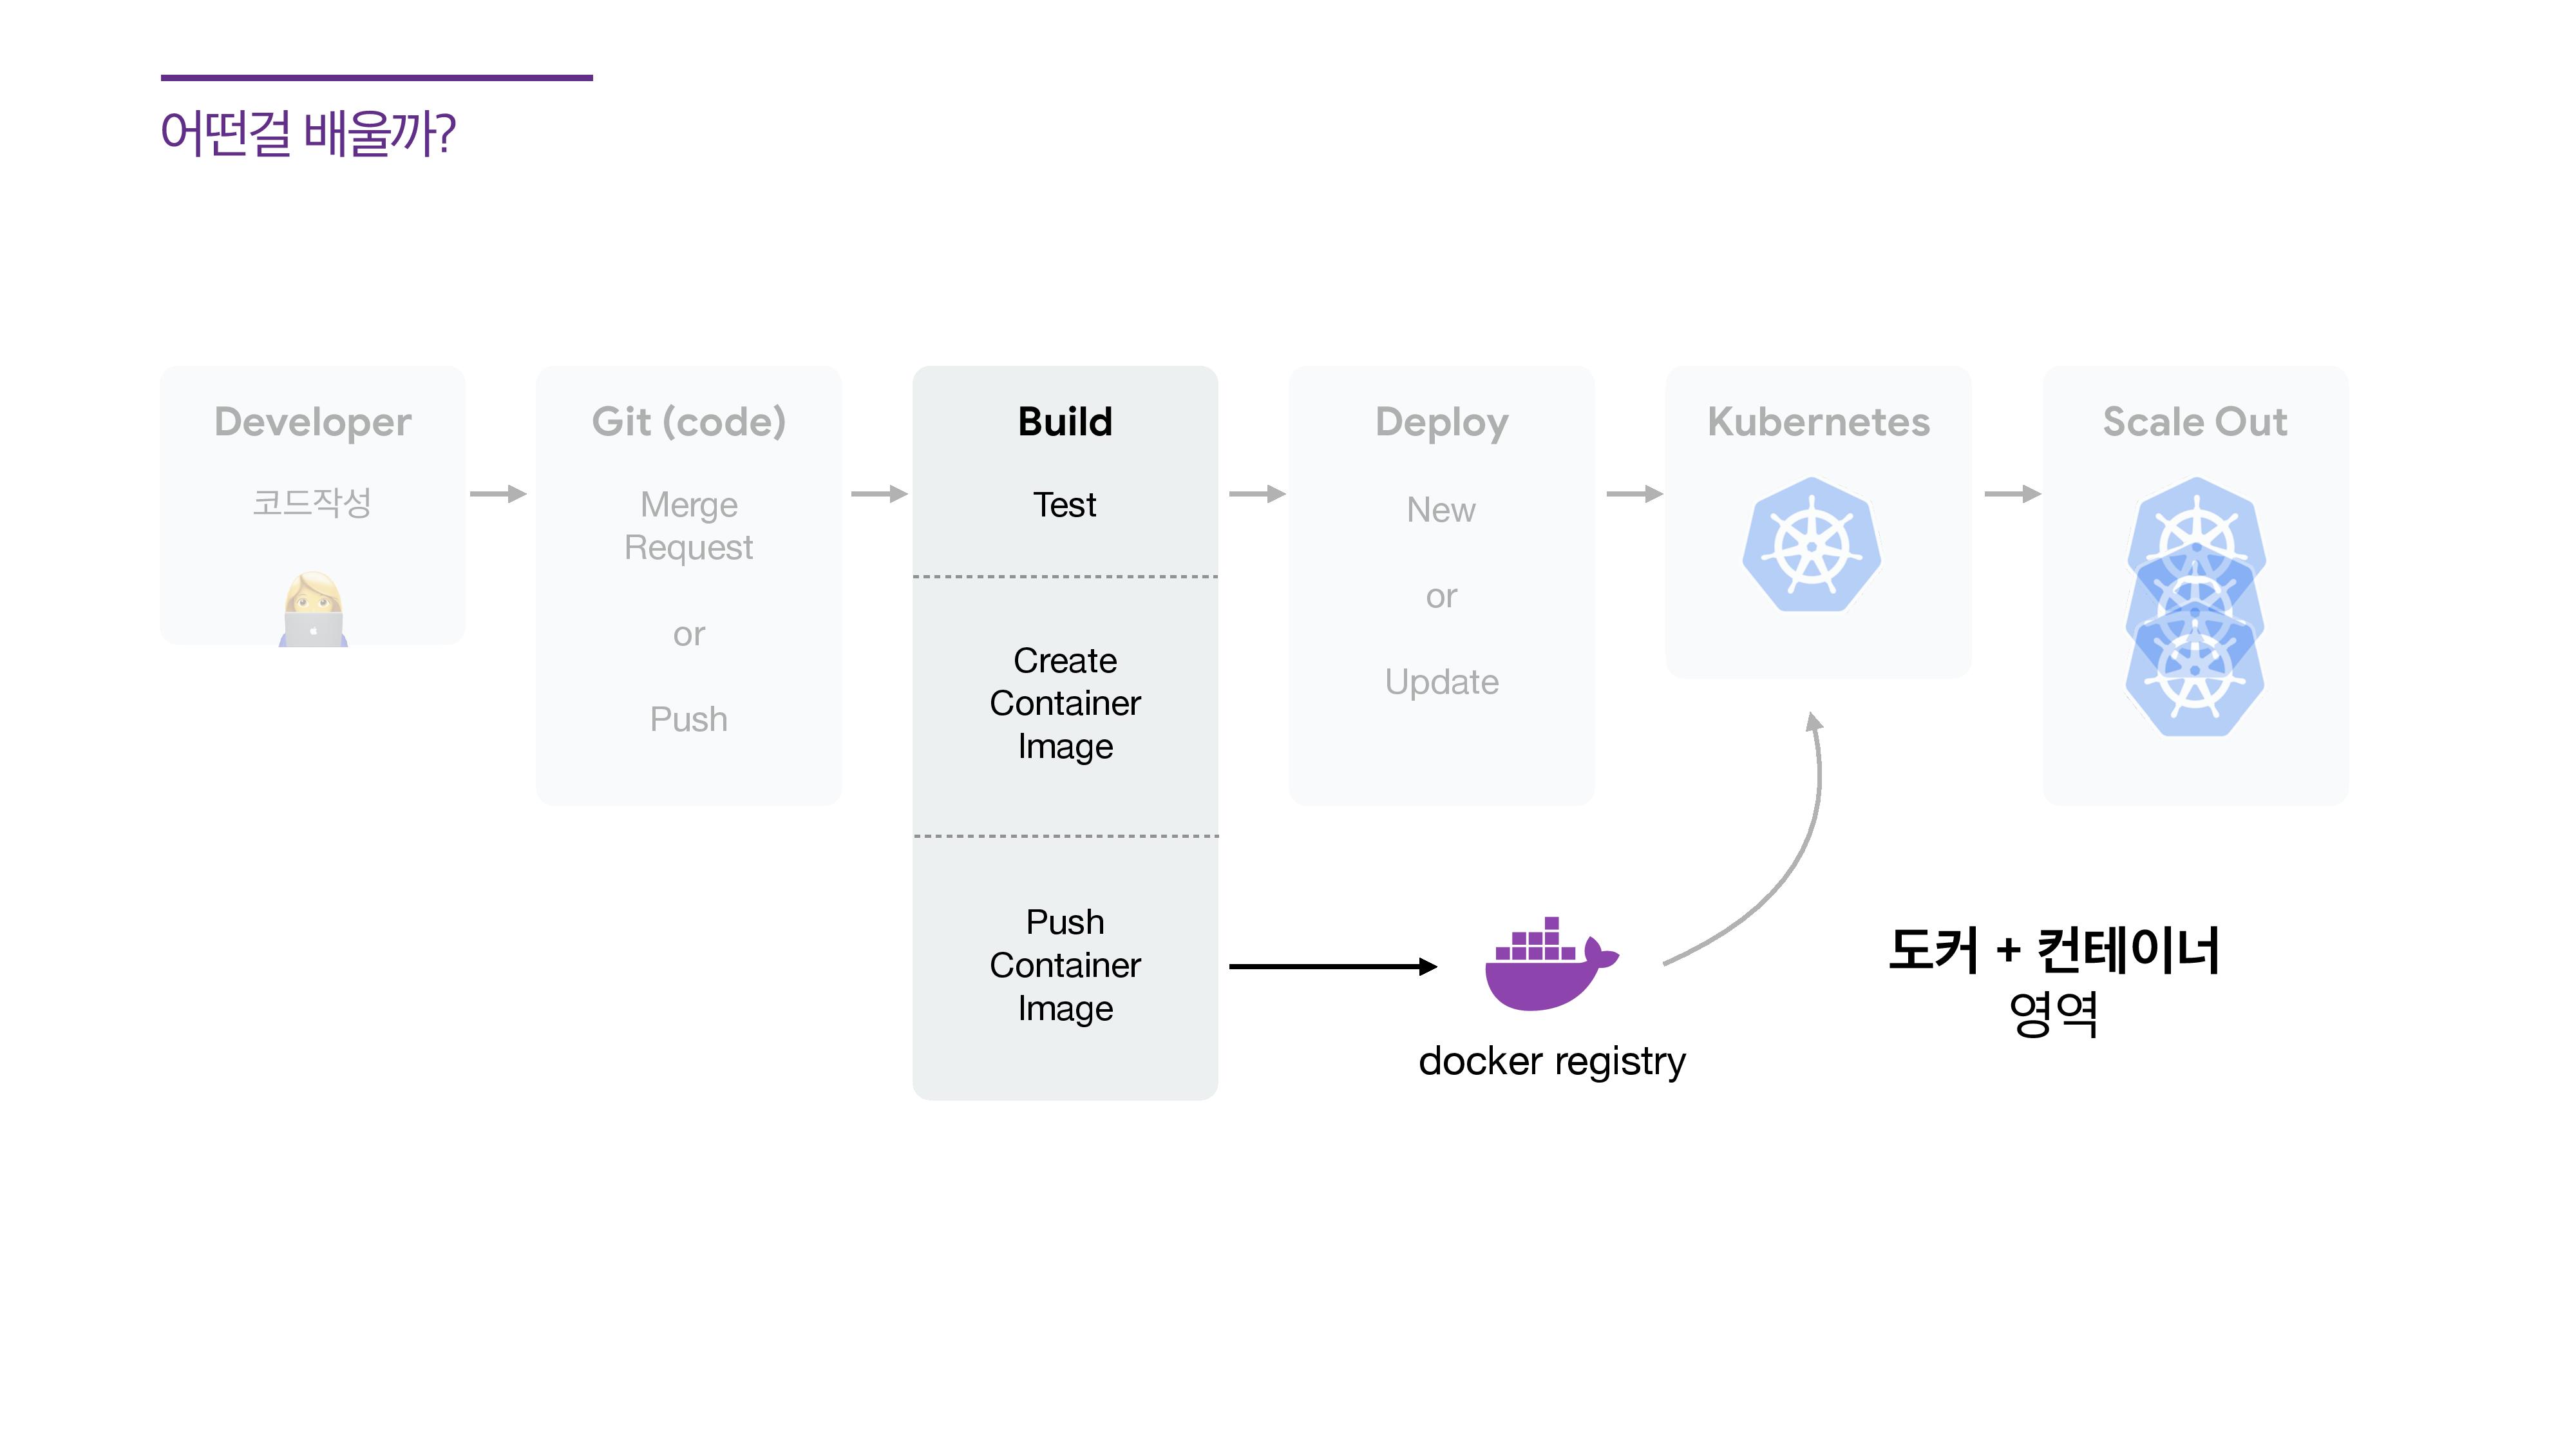 어떤걸 배울까?
Developer
코드작성
Git (code)
Merge
Request
or
Push
Build
Test
Create
Container
Image
Push
Container
Image
Deploy
New
or
Update
Kubernetes
Scale Out
docker registry
도커 + 컨테이너
영역